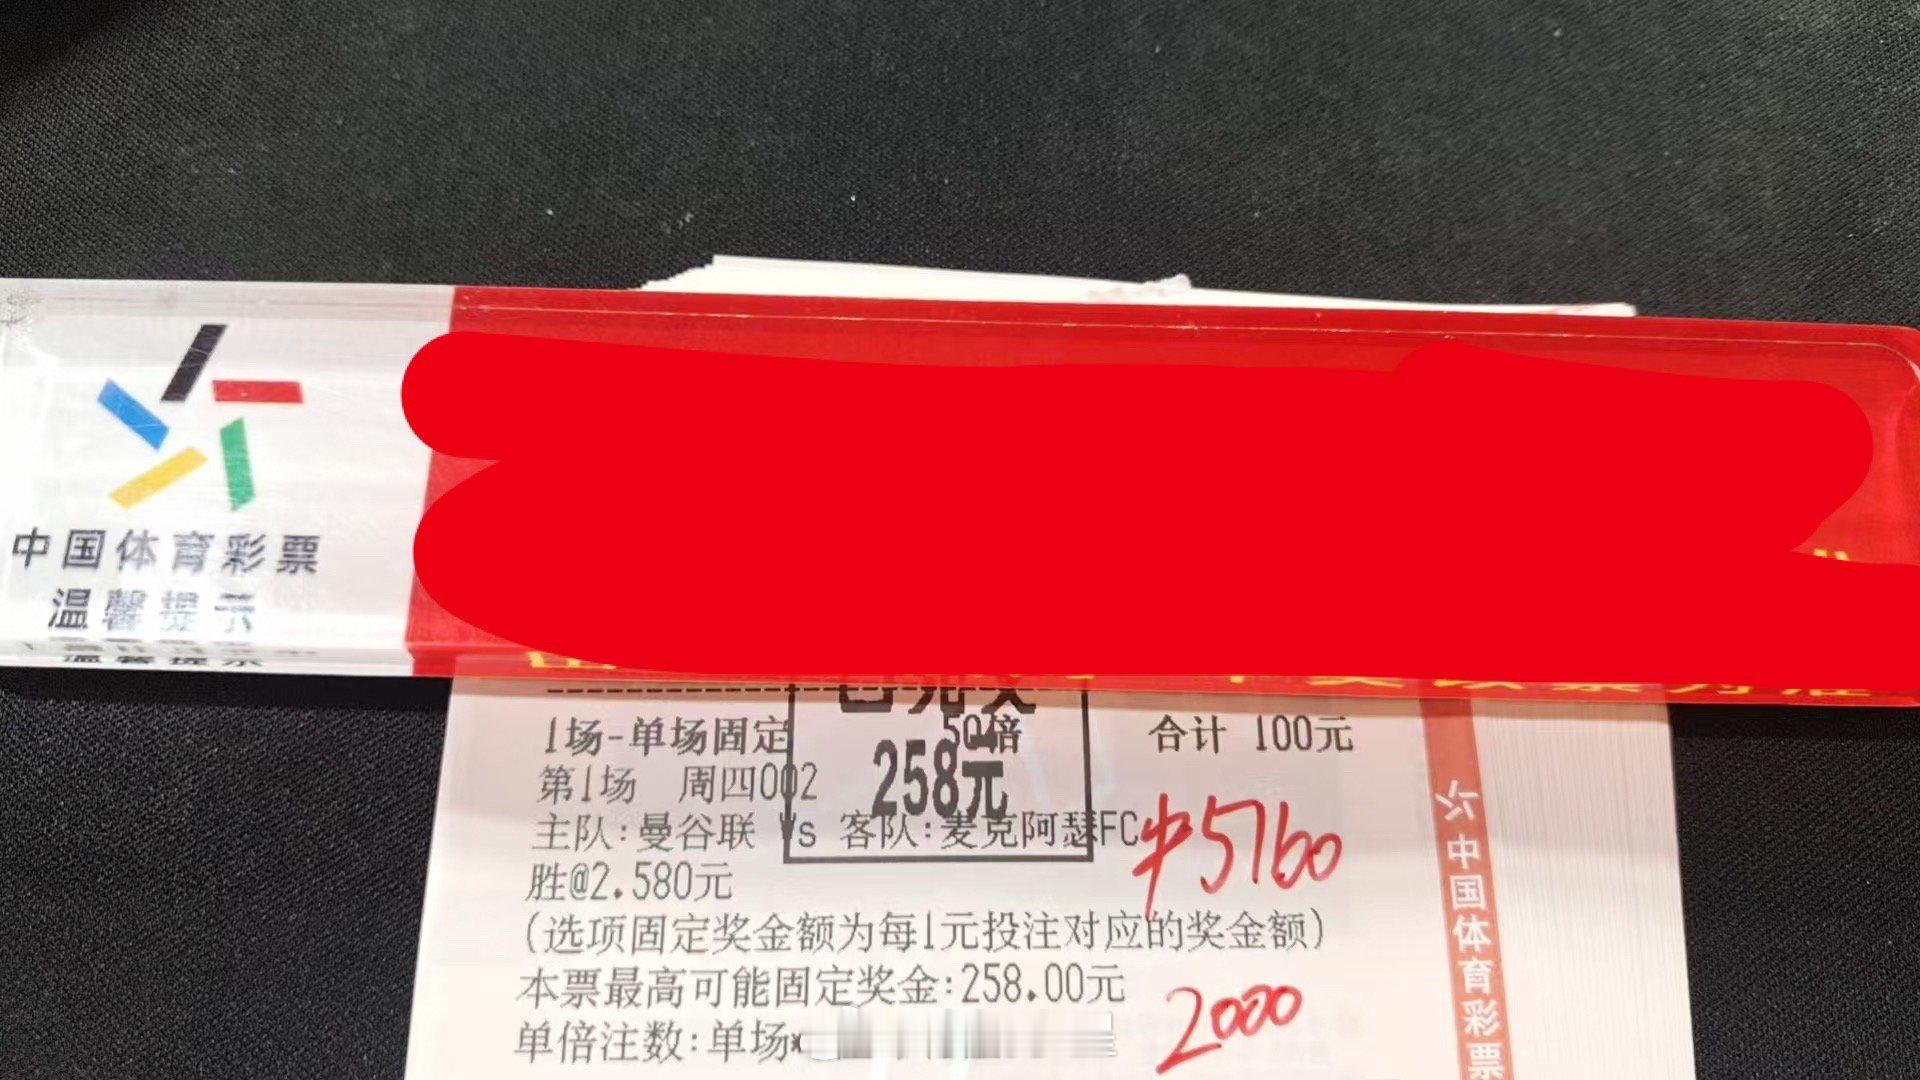 中国体育彩票
温馨提示
1场-单场固定 50倍 合计 100元
258元
第1场 周四002
主队:曼谷联 Vs 客队:麦克阿瑟FC
中5760
胜@2.580元
(选项固定奖金额为每1元投注对应的奖金额)
本票最高可能固定奖金:258.00元
2000
单倍注数:单场*
中国体育彩票